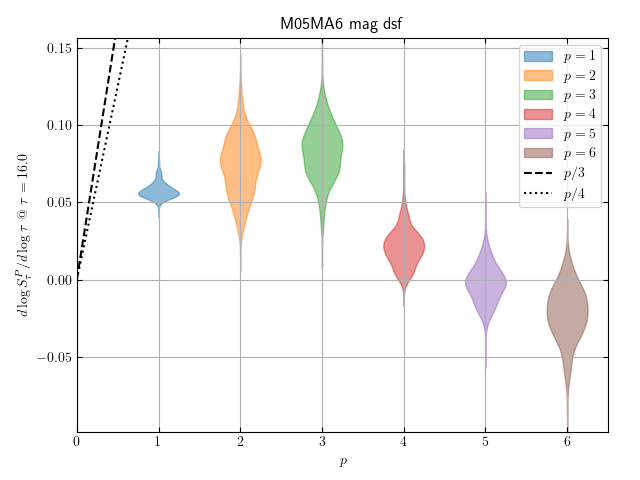 M05MA6 mag dsf
d log S_τ^P / d log τ @ τ = 16.0
0.15
0.10
0.05
0.00
−0.05
0 1 2 3 4 5 6
p
p = 1
p = 2
p = 3
p = 4
p = 5
p = 6
p/3
p/4